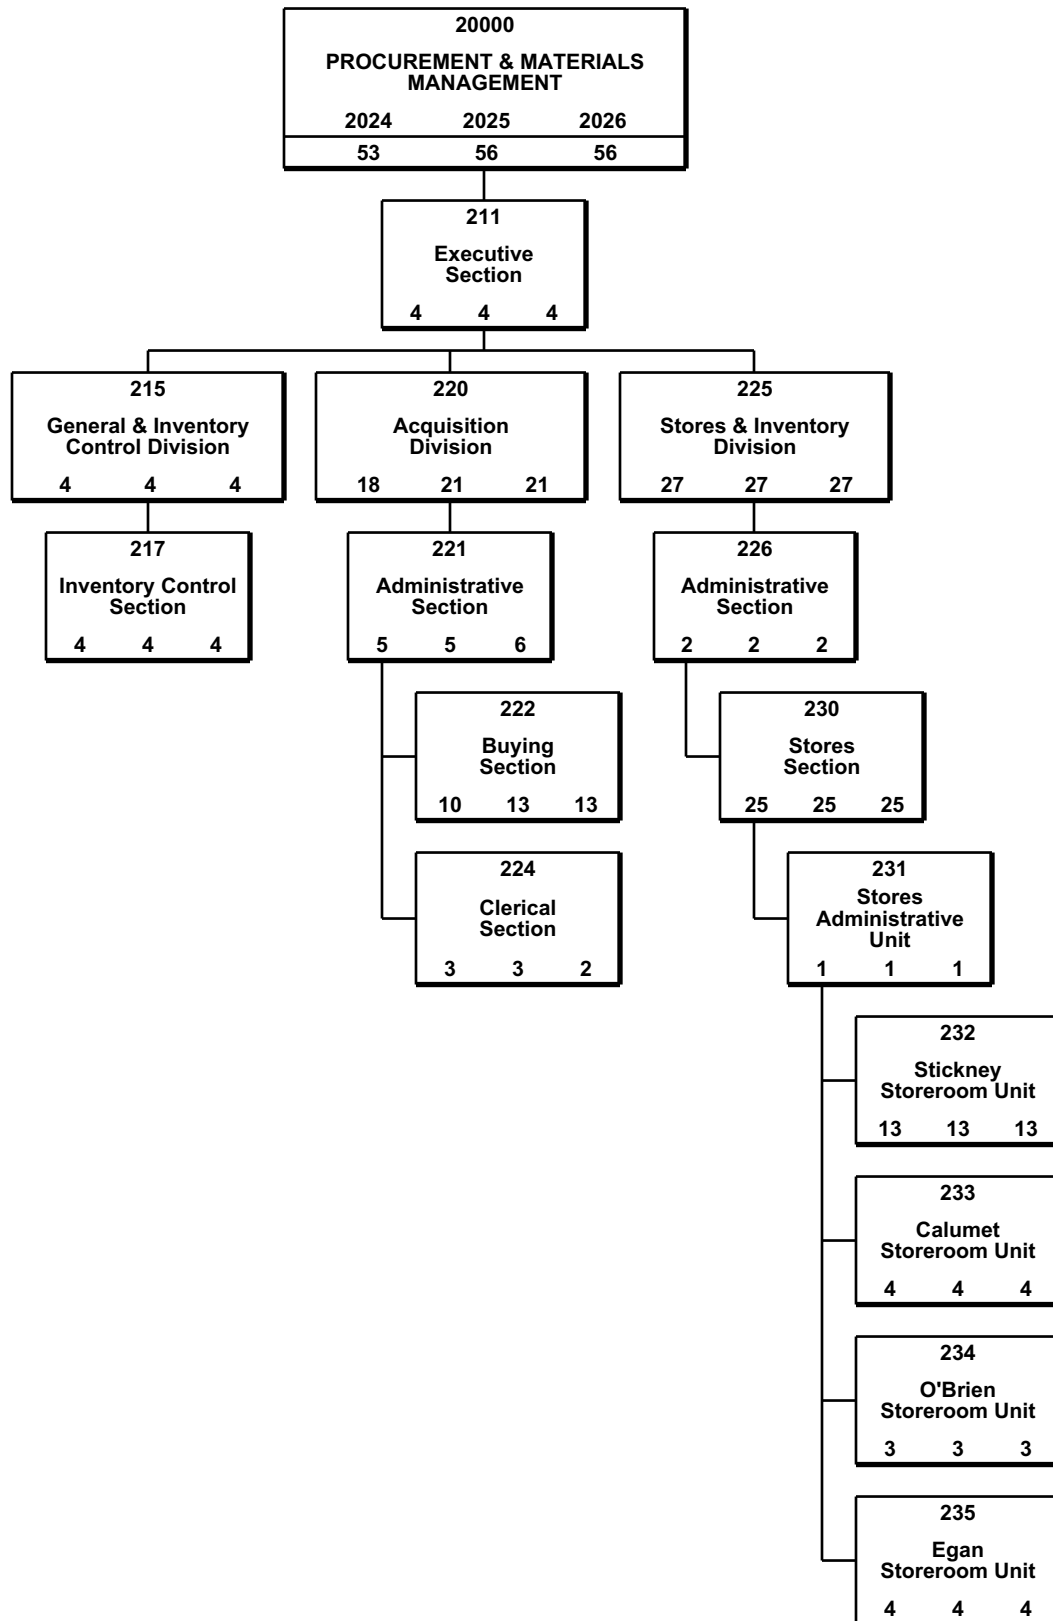 20000
PROCUREMENT & MATERIALS
MANAGEMENT
2024 2025 2026
53 56 56
211
Executive
Section
4 4 4
215
General & Inventory
Control Division
4 4 4
220
Acquisition
Division
18 21 21
225
Stores & Inventory
Division
27 27 27
217
Inventory Control
Section
4 4 4
221
Administrative
Section
5 5 6
226
Administrative
Section
2 2 2
222
Buying
Section
10 13 13
230
Stores
Section
25 25 25
224
Clerical
Section
3 3 2
231
Stores
Administrative
Unit
1 1 1
232
Stickney
Storeroom Unit
13 13 13
233
Calumet
Storeroom Unit
4 4 4
234
O'Brien
Storeroom Unit
3 3 3
235
Egan
Storeroom Unit
4 4 4